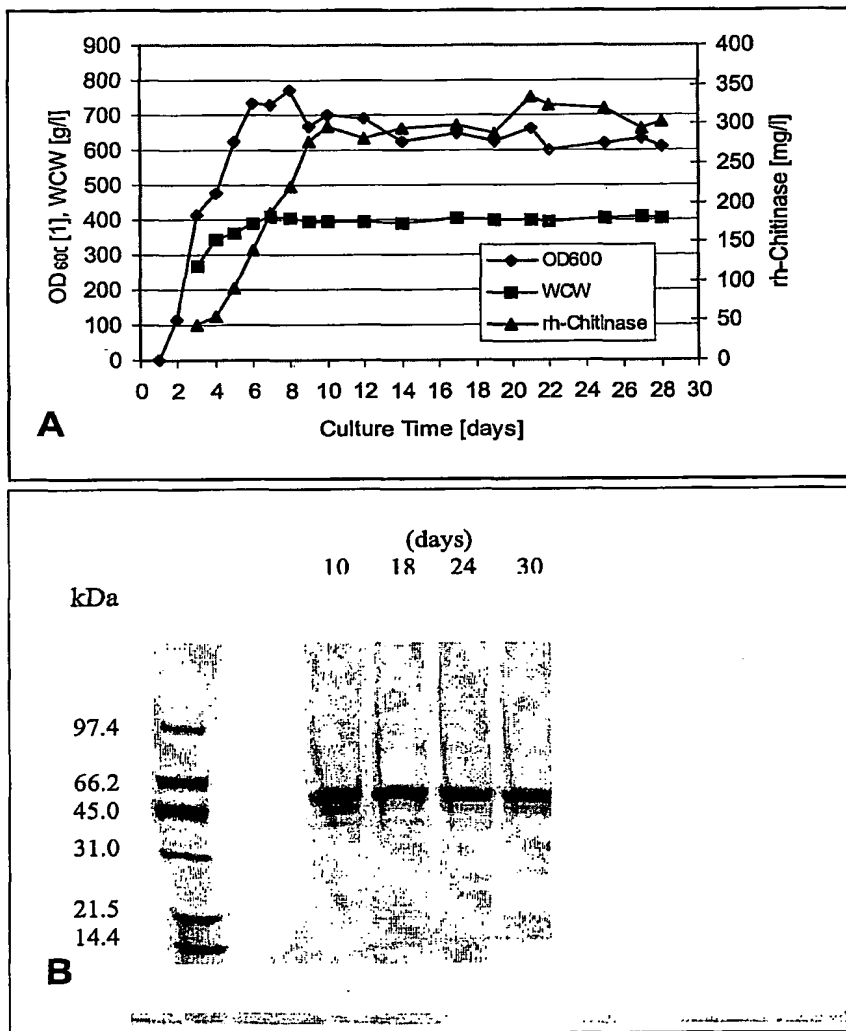 900
800
700
600
500
400
300
200
100
0
OD600 [1], WCW [g/l]
400
350
300
250
200
150
100
50
0
rh-Chitinase [mg/l]
OD600
WCW
rh-Chitinase
0 2 4 6 8 10 12 14 16 18 20 22 24 26 28 30
Culture Time [days]
A
(days)
10 18 24 30
kDa
97.4
66.2
45.0
31.0
21.5
14.4
B